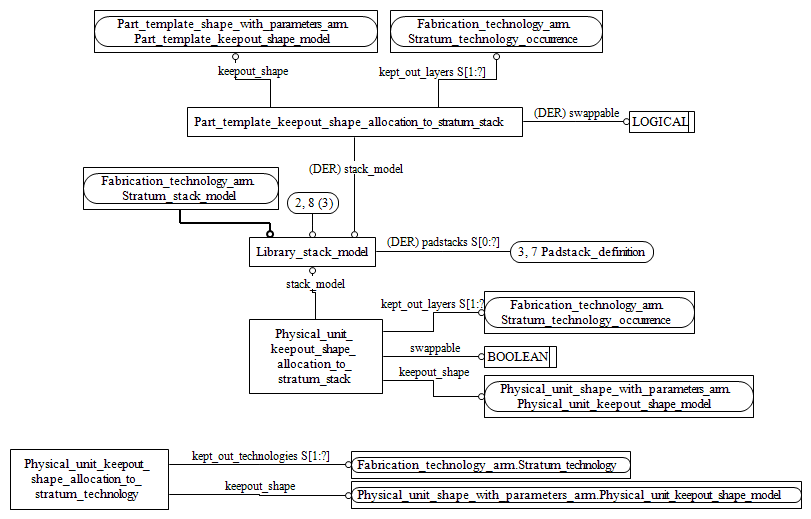 Part_template_shape_with_parameters_arm.
Part_template_keepout_shape_model
Fabrication_technology_arm.
Stratum_technology_occurrence
keepout_shape
kept_out_layers S[1:?]
Part_template_keepout_shape_allocation_to_stratum_stack
(DER) swappable
LOGICAL
(DER) stack_model
Fabrication_technology_arm.
Stratum_stack_model
2, 8 (3)
Library_stack_model
(DER) padstacks S[0:?]
3, 7 Padstack_definition
stack_model
kept_out_layers S[1:?
Fabrication_technology_arm.
Stratum_technology_occurrence
Physical_unit_
keepout_shape_
allocation_to_
stratum_stack
swappable
BOOLEAN
keepout_shape
Physical_unit_shape_with_parameters_arm.
Physical_unit_keepout_shape_model
Physical_unit_keepout_
shape_allocation_to_
stratum_technology
kept_out_technologies S[1:?]
Fabrication_technology_arm.Stratum_technology
keepout_shape
Physical_unit_shape_with_parameters_arm.Physical_unit_keepout_shape_model